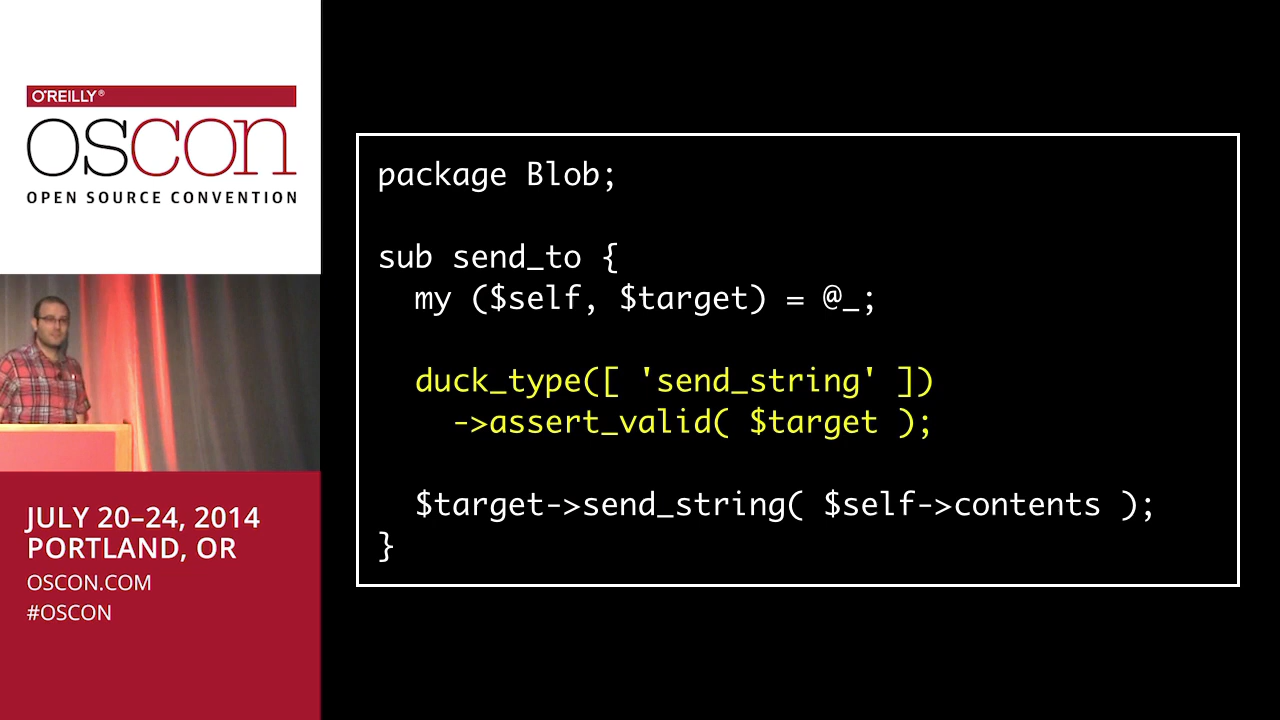 O'REILLY®
OSCON
OPEN SOURCE CONVENTION
JULY 20–24, 2014
PORTLAND, OR
OSCON.COM
#OSCON
package Blob;
sub send_to {
  my ($self, $target) = @_;
  duck_type([ 'send_string' ])
    ->assert_valid( $target );
  $target->send_string( $self->contents );
}